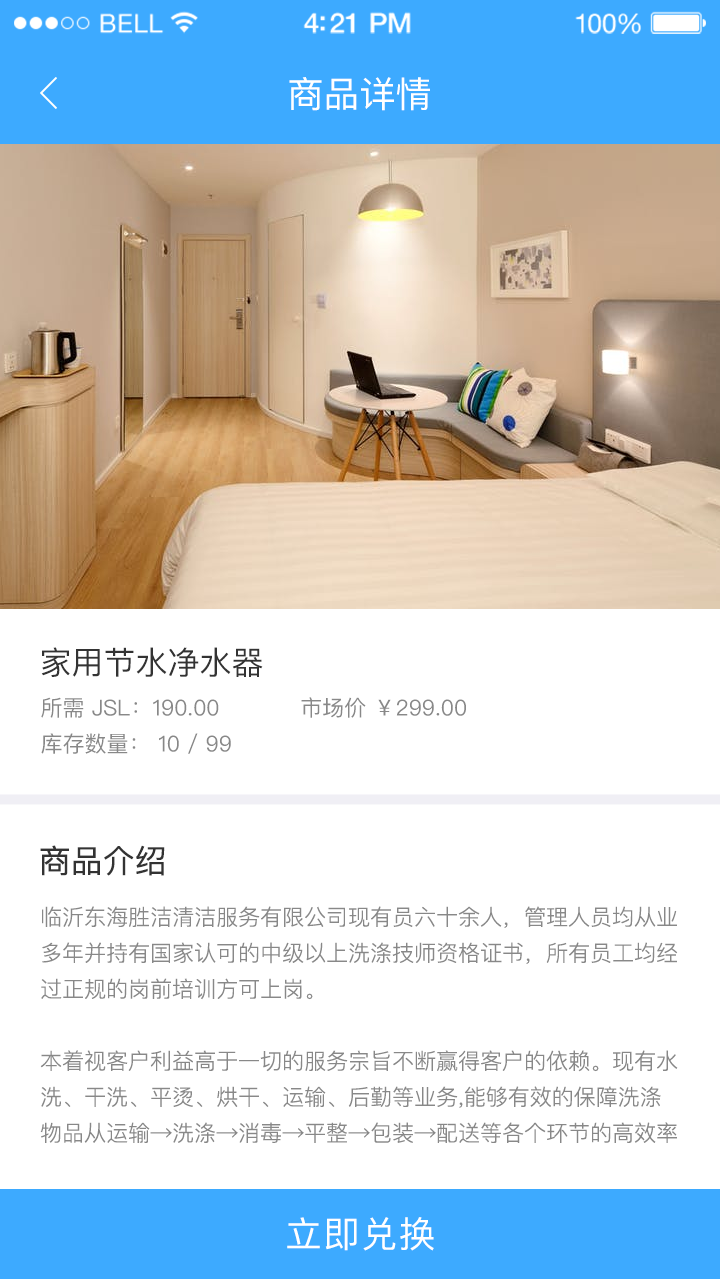 BELL
4:21 PM
100%
商品详情
家用节水净水器
所需 JSL：190.00
市场价 ￥299.00
库存数量： 10 / 99
商品介绍
临沂东海胜洁清洁服务有限公司现有员六十余人，管理人员均从业
多年并持有国家认可的中级以上洗涤技师资格证书，所有员工均经
过正规的岗前培训方可上岗。
本着视客户利益高于一切的服务宗旨不断赢得客户的依赖。现有水
洗、干洗、平烫、烘干、运输、后勤等业务,能够有效的保障洗涤
物品从运输→洗涤→消毒→平整→包装→配送等各个环节的高效率
立即兑换